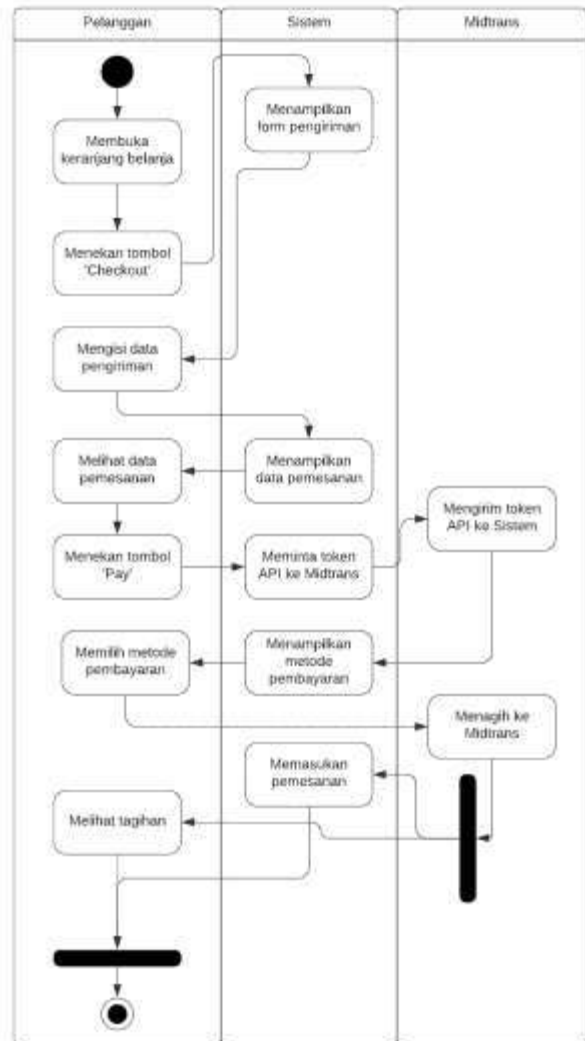 Pelanggan
Sistem
Midtrans
Membuka
keranjang belanja
Menampilkan
form pengiriman
Menekan tombol
'Checkout'
Mengisi data
pengiriman
Melihat data
pemesanan
Menampilkan
data pemesanan
Menekan tombol
'Pay'
Meminta token
API ke Midtrans
Mengirim token
API ke Sistem
Memilih metode
pembayaran
Menampilkan
metode
pembayaran
Menagih ke
Midtrans
Memasukan
pemesanan
Melihat tagihan